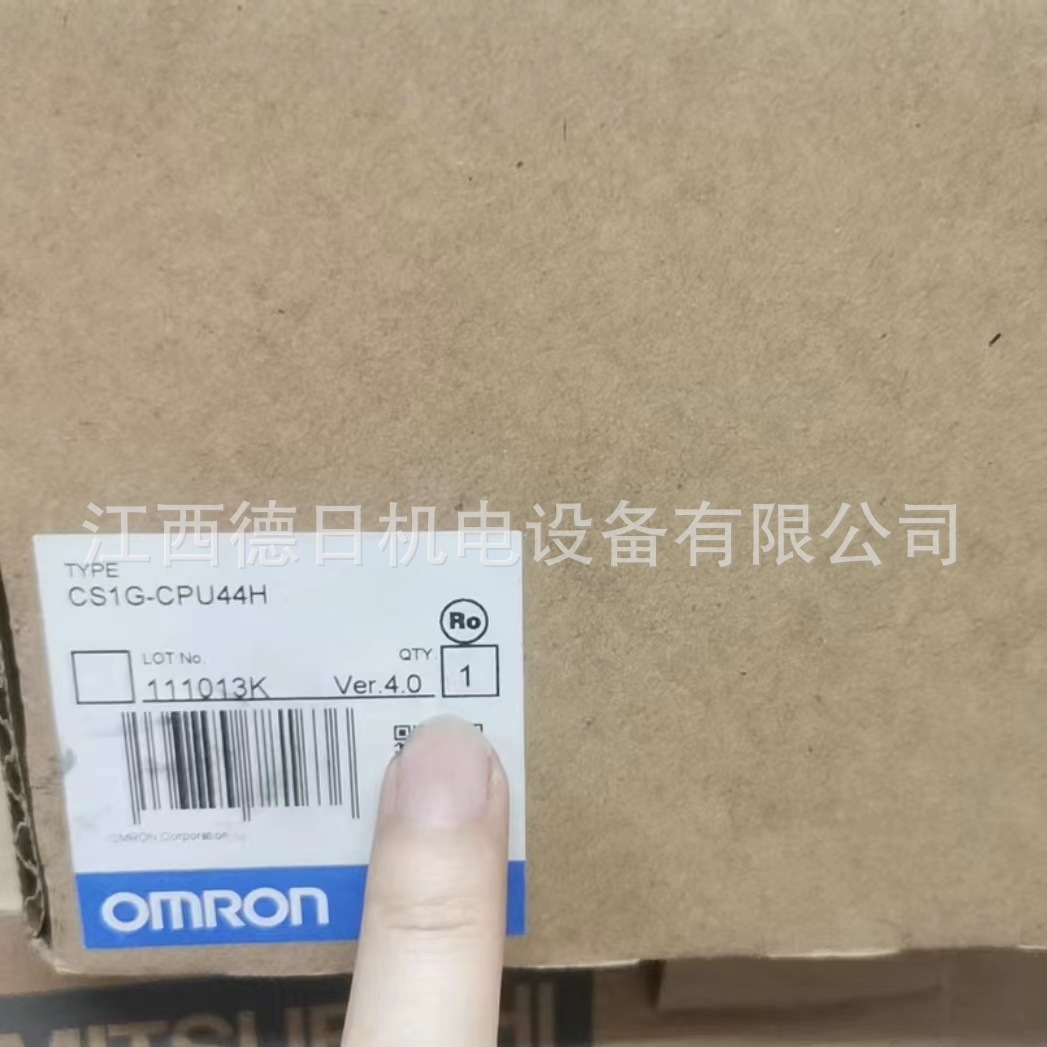 江西德日机电设备有限公司
TYPE
CS1G-CPU44H
Ro
LOT No. QTY.
111013K Ver.4.0 1
OMRON Corporation
OMRON
MITSUBISHI